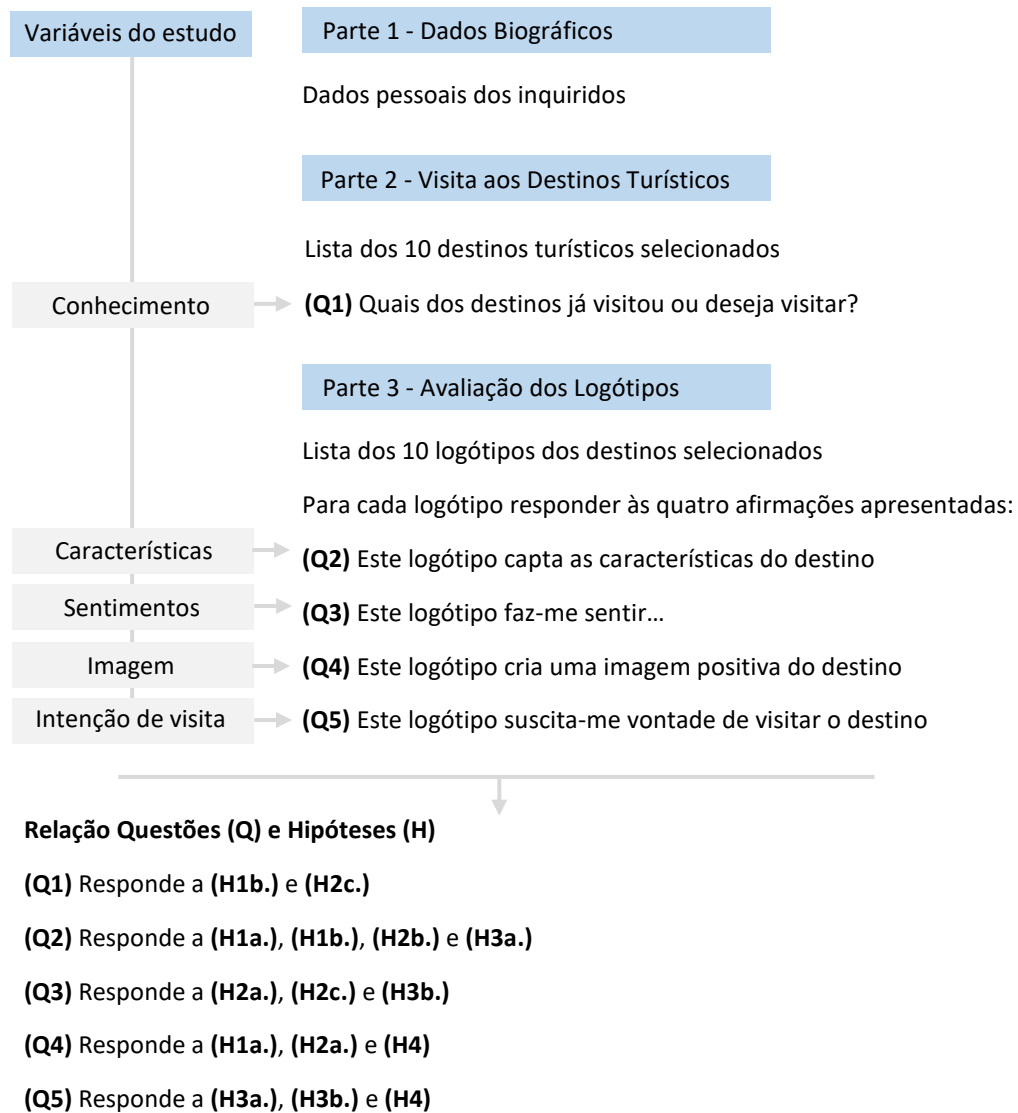 Variáveis do estudo
Parte 1 - Dados Biográficos
Dados pessoais dos inquiridos
Parte 2 - Visita aos Destinos Turísticos
Lista dos 10 destinos turísticos selecionados
Conhecimento
(Q1) Quais dos destinos já visitou ou deseja visitar?
Parte 3 - Avaliação dos Logótipos
Lista dos 10 logótipos dos destinos selecionados
Para cada logótipo responder às quatro afirmações apresentadas:
Características
(Q2) Este logótipo capta as características do destino
Sentimentos
(Q3) Este logótipo faz-me sentir…
Imagem
(Q4) Este logótipo cria uma imagem positiva do destino
Intenção de visita
(Q5) Este logótipo suscita-me vontade de visitar o destino
Relação Questões (Q) e Hipóteses (H)
(Q1) Responde a (H1b.) e (H2c.)
(Q2) Responde a (H1a.), (H1b.), (H2b.) e (H3a.)
(Q3) Responde a (H2a.), (H2c.) e (H3b.)
(Q4) Responde a (H1a.), (H2a.) e (H4)
(Q5) Responde a (H3a.), (H3b.) e (H4)